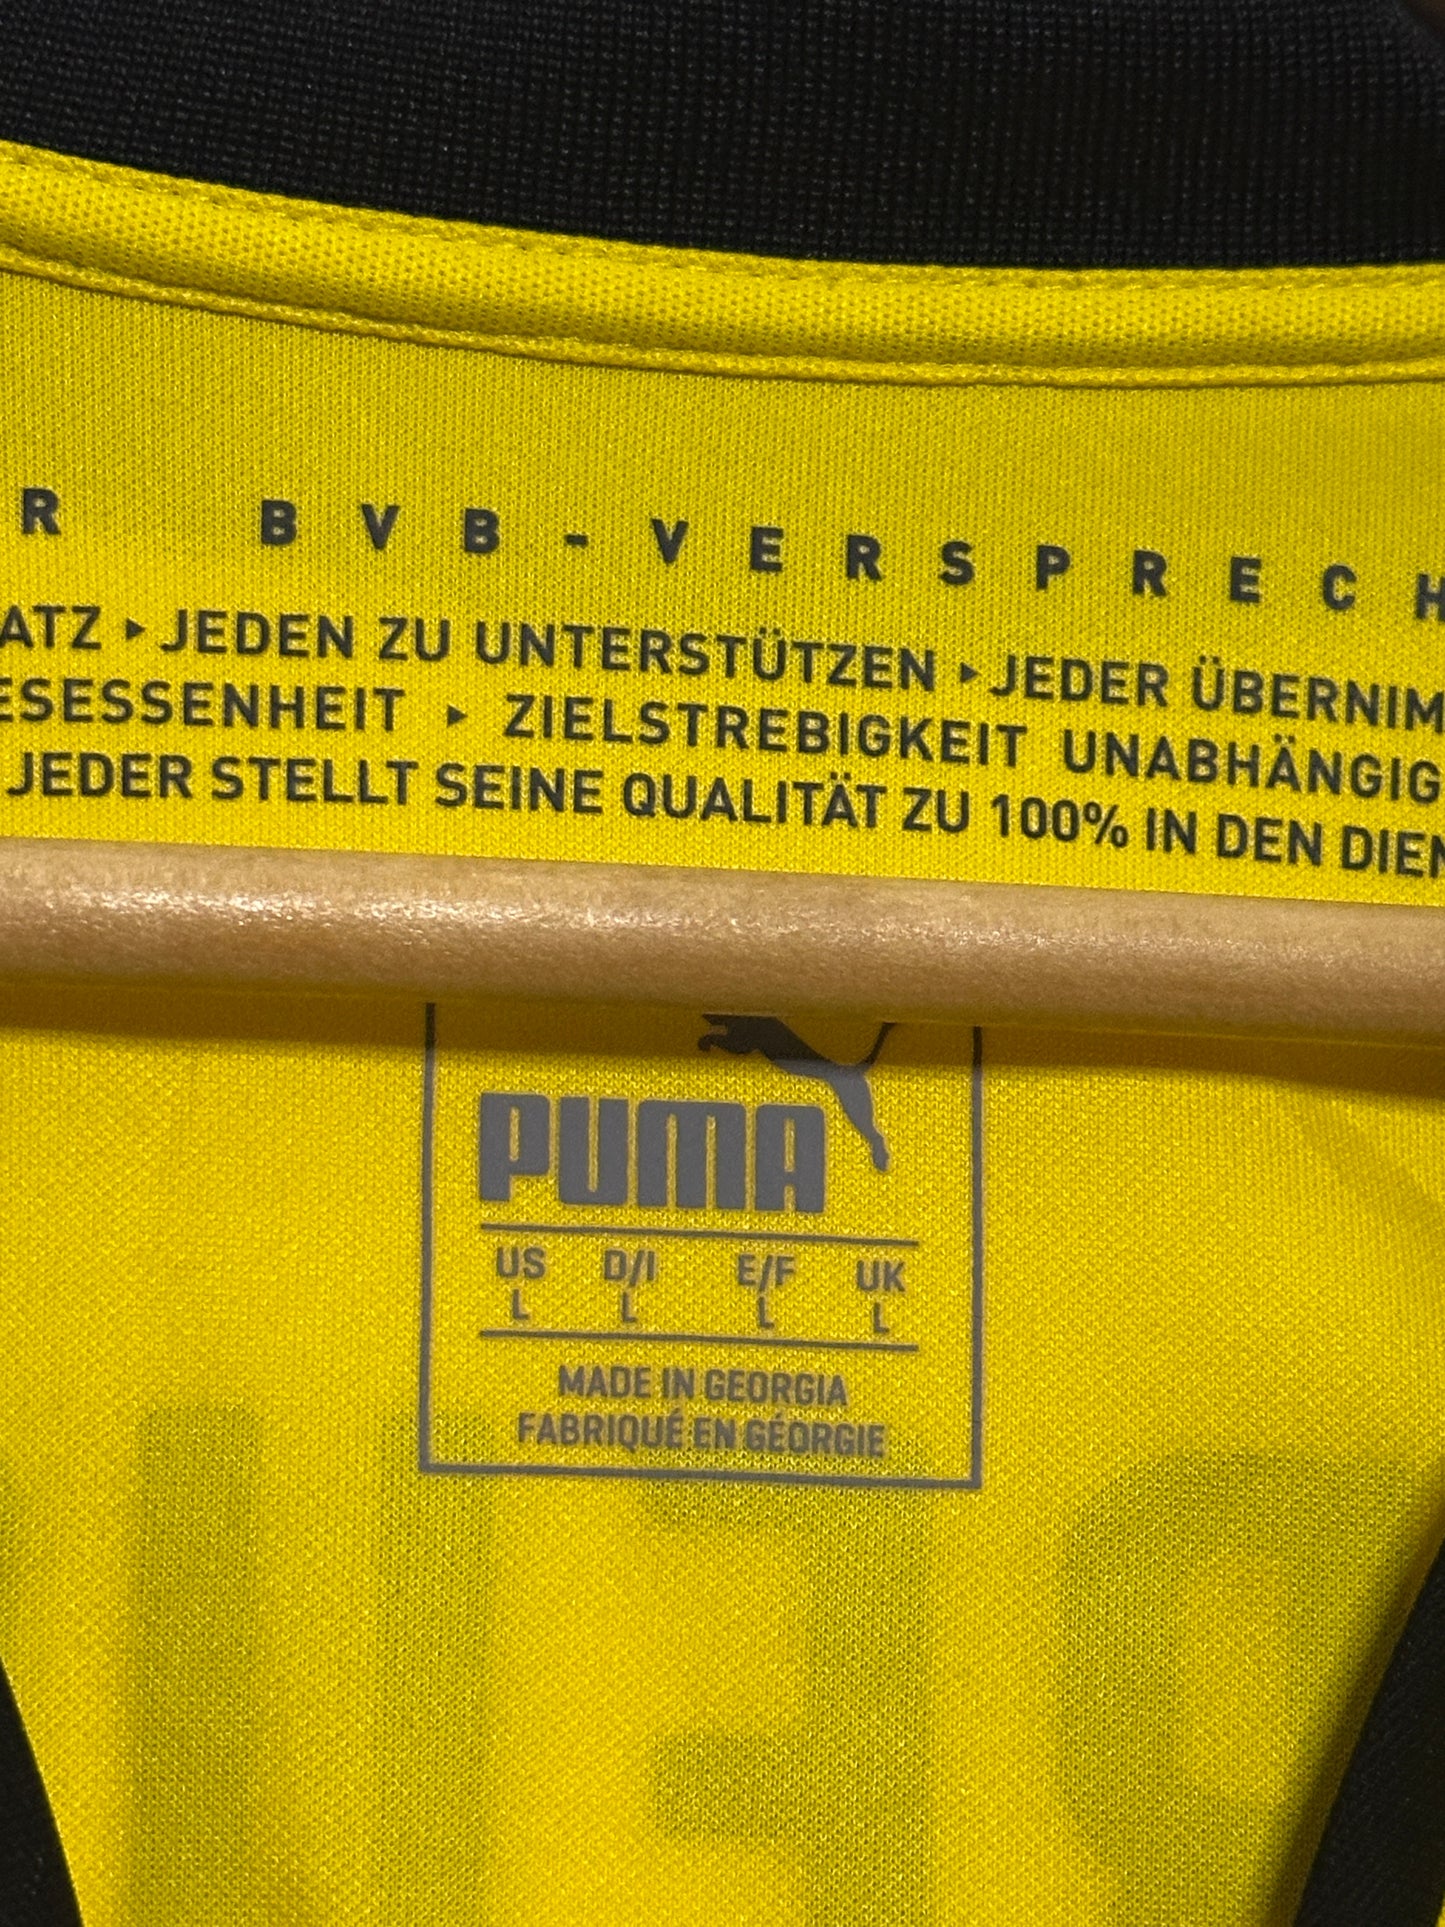 R BVB-VERSPRECH
ATZ ▸ JEDEN ZU UNTERSTÜTZEN ▸ JEDER ÜBERNIM
ESESSENHEIT ▸ ZIELSTREBIGKEIT UNABHÄNGIG
JEDER STELLT SEINE QUALITÄT ZU 100% IN DEN DIEN
PUMA
US D/I E/F UK
L L L L
MADE IN GEORGIA
FABRIQUÉ EN GÉORGIE